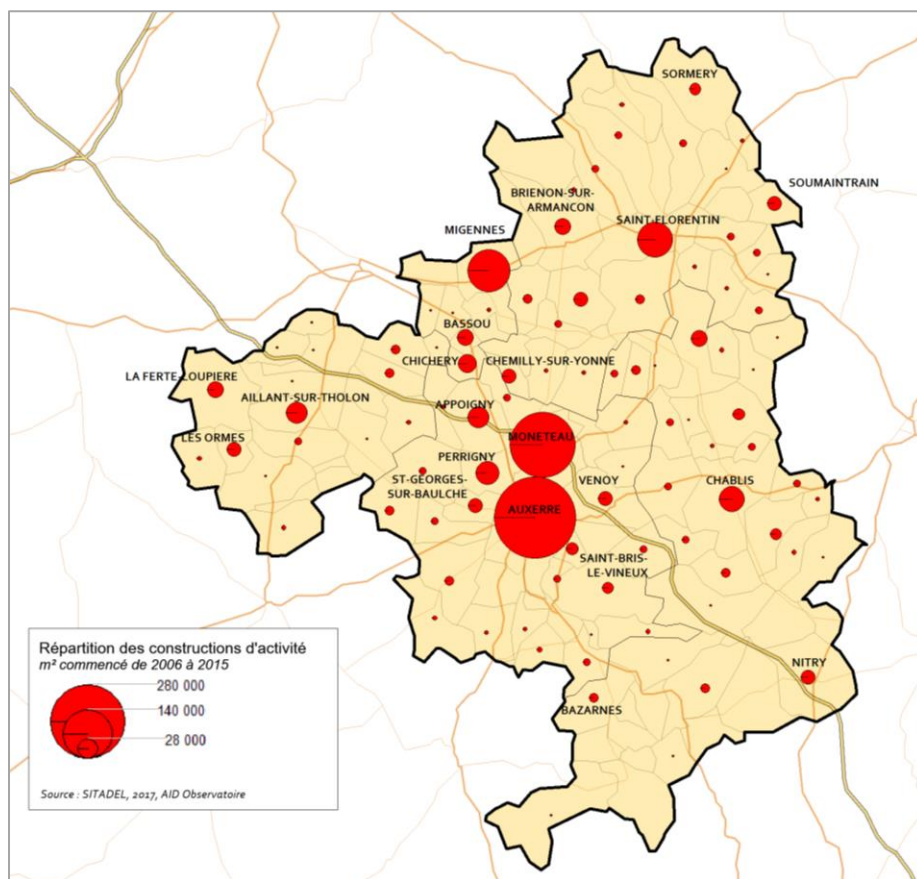 SORMERY
SOUMAINTRAIN
BRIENON-SUR-
ARMANCON
SAINT-FLORENTIN
MIGENNES
BASSOU
CHICHERY
CHEMILLY-SUR-YONNE
LA FERTE-LOUPIERE
AILLANT-SUR-THOLON
APPOIGNY
LES ORMES
MONETEAU
PERRIGNY
ST-GEORGES-
SUR-BAULCHE
VENOY
CHABLIS
AUXERRE
SAINT-BRIS-
LE-VINEUX
NITRY
BAZARNES
Répartition des constructions d'activité
m² commencé de 2006 à 2015
280 000
140 000
28 000
Source : SITADEL, 2017, AID Observatoire